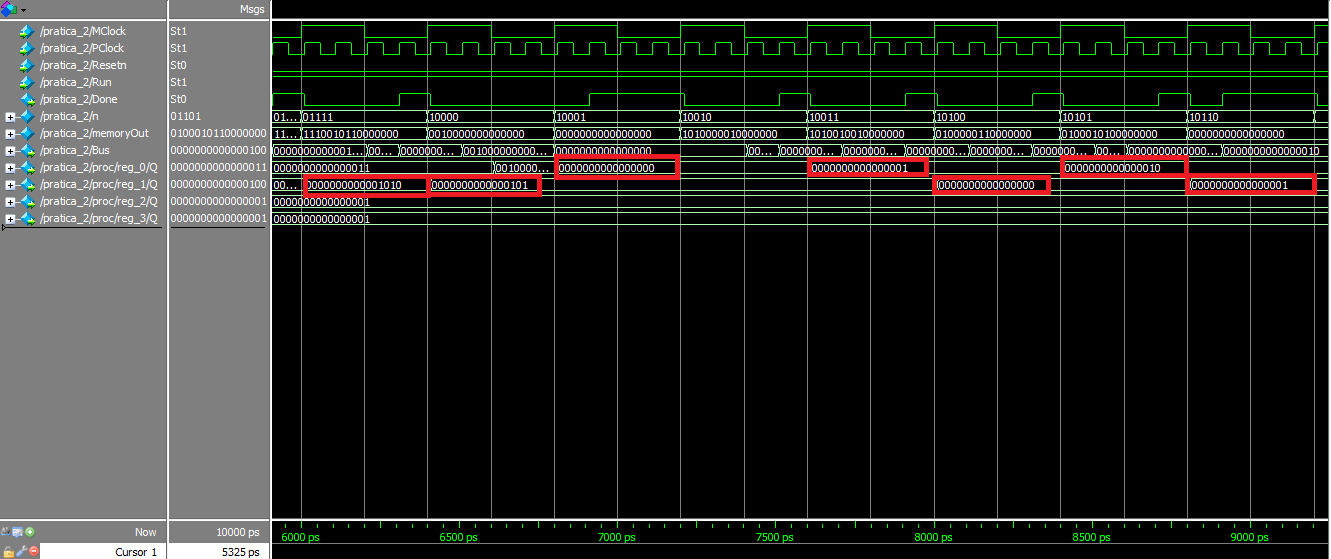 Msgs
/pratica_2/MClock St1
/pratica_2/PClock St1
/pratica_2/Resetn St0
/pratica_2/Run St1
/pratica_2/Done St0
/pratica_2/n 01101 01... 01111 10000 10001 10010 10011 10100 10101 10110
/pratica_2/memoryOut 0100010110000000 11... 1110010110000000 0010000000000000 0000000000000000 1010000010000000 1010010010000000 0100000110000000 0100010100000000 0000000000000000
/pratica_2/Bus 0000000000000100 0000000000001... 00... 0000000... 001000000000... 0000000000000000 00... 0000000... 0000000... 0000000... 000000000... 0000000... 00... 000000000000... 0000000000000010
/pratica_2/proc/reg_0/Q 0000000000000011 0000000000000011 0010000... 0000000000000000 0000000000000001 0000000000000010
/pratica_2/proc/reg_1/Q 0000000000000100 00... 0000000000001010 0000000000000101 0000000000000000 0000000000000001
/pratica_2/proc/reg_2/Q 0000000000000001 0000000000000001
/pratica_2/proc/reg_3/Q 0000000000000001 0000000000000001
Now 10000 ps
6000 ps 6500 ps 7000 ps 7500 ps 8000 ps 8500 ps 9000 ps
Cursor 1 5325 ps